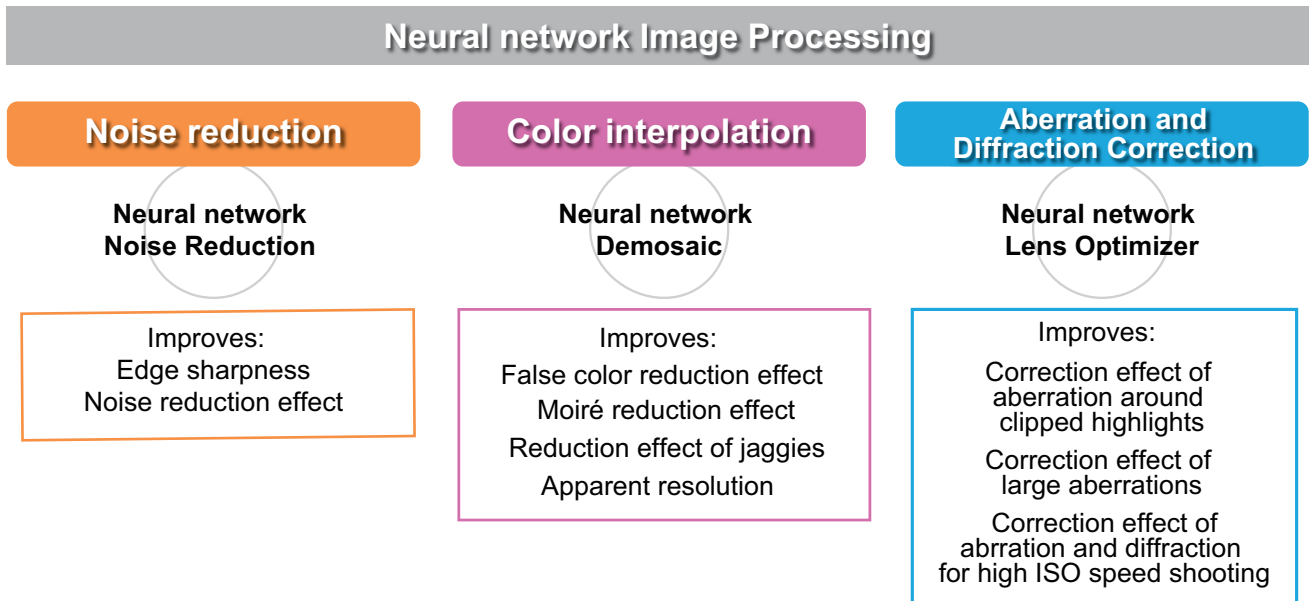 Neural network Image Processing
Noise reduction
Neural network
Noise Reduction
Improves:
Edge sharpness
Noise reduction effect
Color interpolation
Neural network
Demosaic
Improves:
False color reduction effect
Moiré reduction effect
Reduction effect of jaggies
Apparent resolution
Aberration and
Diffraction Correction
Neural network
Lens Optimizer
Improves:
Correction effect of
aberration around
clipped highlights
Correction effect of
large aberrations
Correction effect of
abrration and diffraction
for high ISO speed shooting